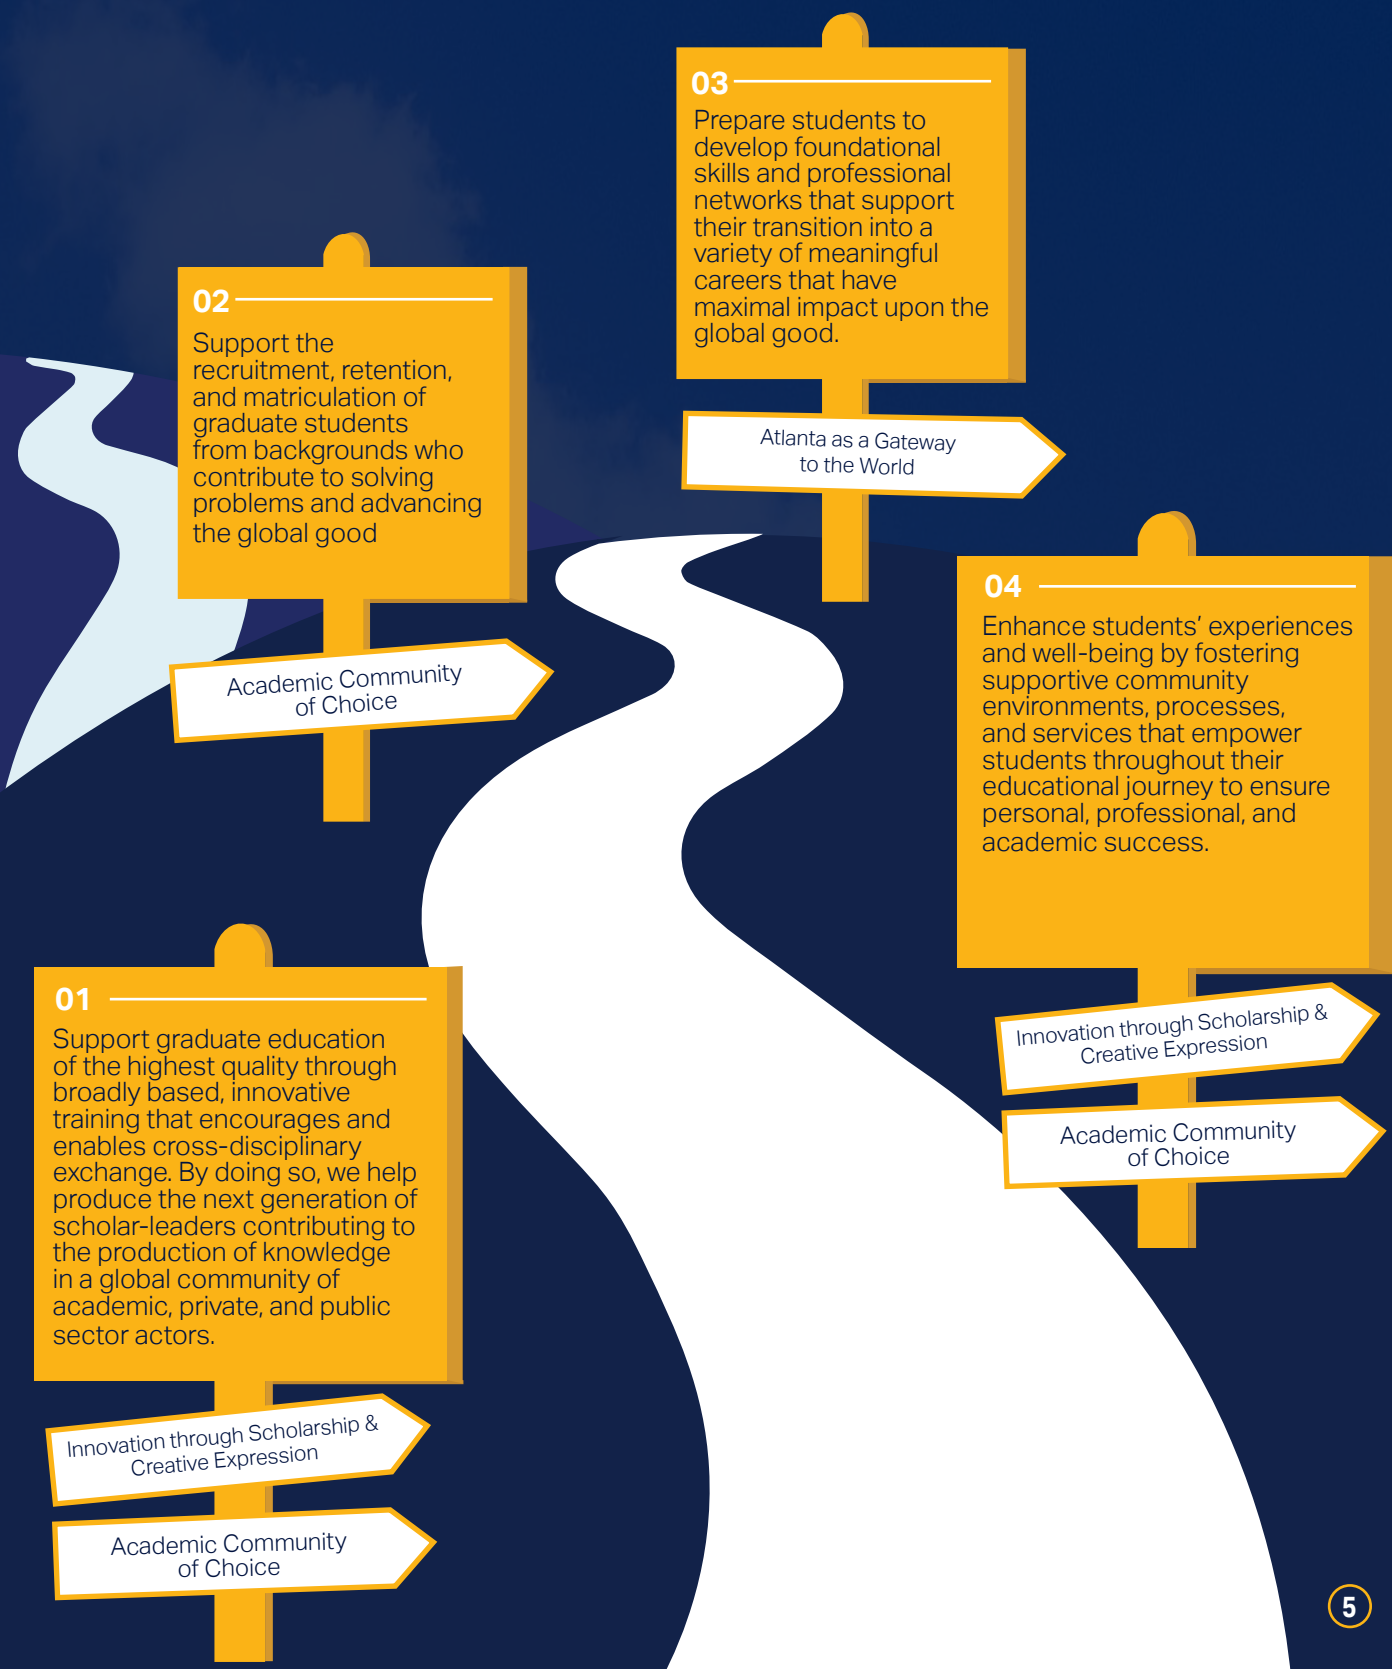 01
Support graduate education
of the highest quality through
broadly based, innovative
training that encourages and
enables cross-disciplinary
exchange. By doing so, we help
produce the next generation of
scholar-leaders contributing to
the production of knowledge
in a global community of
academic, private, and public
sector actors.
Innovation through Scholarship &
Creative Expression
Academic Community
of Choice
02
Support the
recruitment, retention,
and matriculation of
graduate students
from backgrounds who
contribute to solving
problems and advancing
the global good
Academic Community
of Choice
03
Prepare students to
develop foundational
skills and professional
networks that support
their transition into a
variety of meaningful
careers that have
maximal impact upon the
global good.
Atlanta as a Gateway
to the World
04
Enhance students’ experiences
and well-being by fostering
supportive community
environments, processes,
and services that empower
students throughout their
educational journey to ensure
personal, professional, and
academic success.
Innovation through Scholarship &
Creative Expression
Academic Community
of Choice
5